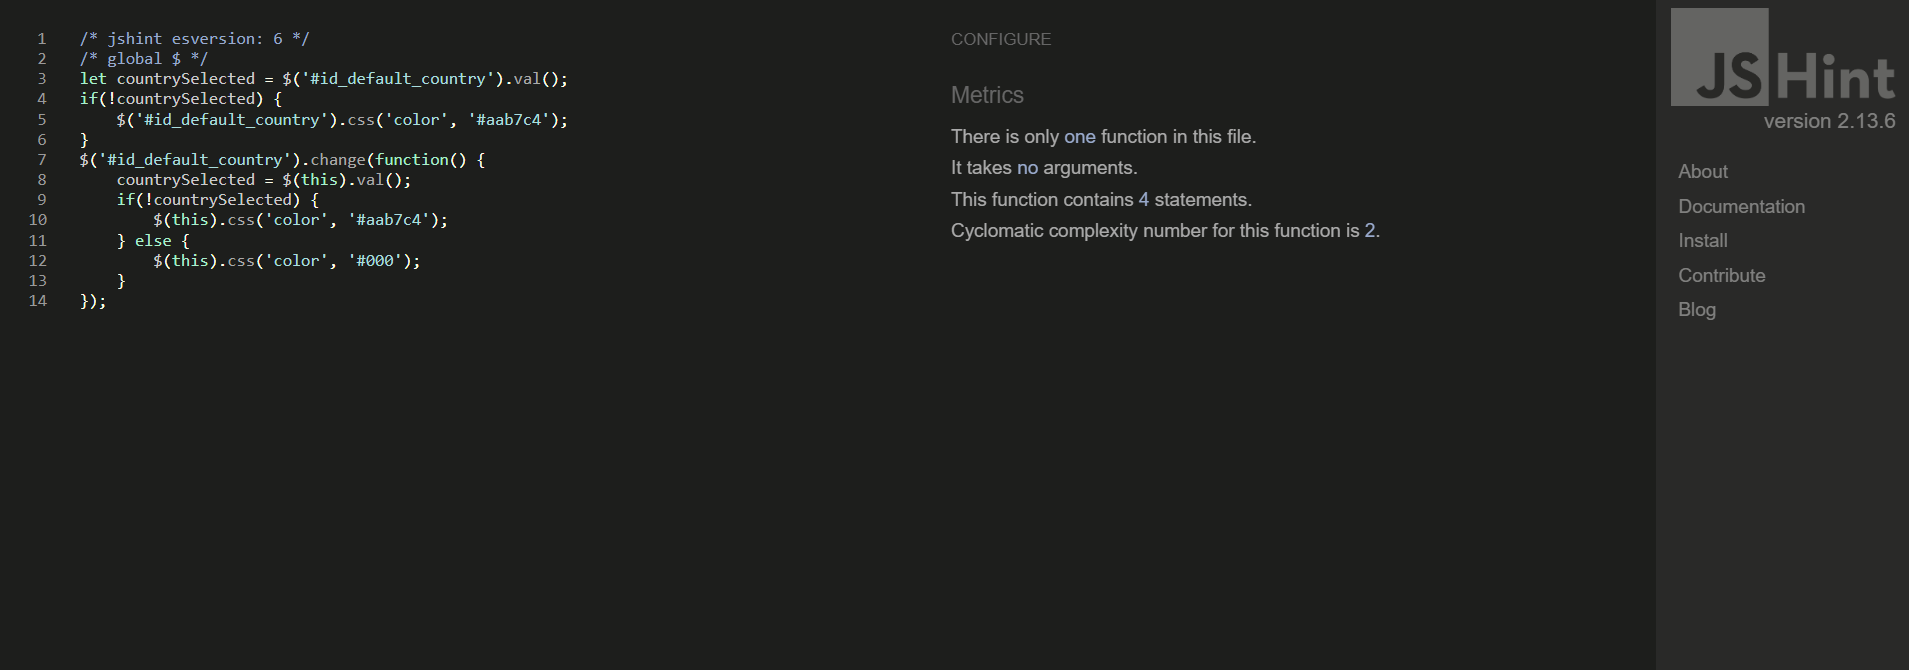 1 /* jshint esversion: 6 */
2 /* global $ */
3 let countrySelected = $('#id_default_country').val();
4 if(!countrySelected) {
5     $('#id_default_country').css('color', '#aab7c4');
6 }
7 $('#id_default_country').change(function() {
8     countrySelected = $(this).val();
9     if(!countrySelected) {
10         $(this).css('color', '#aab7c4');
11     } else {
12         $(this).css('color', '#000');
13     }
14 });
CONFIGURE
Metrics
There is only one function in this file.
It takes no arguments.
This function contains 4 statements.
Cyclomatic complexity number for this function is 2.
JSHint
version 2.13.6
About
Documentation
Install
Contribute
Blog